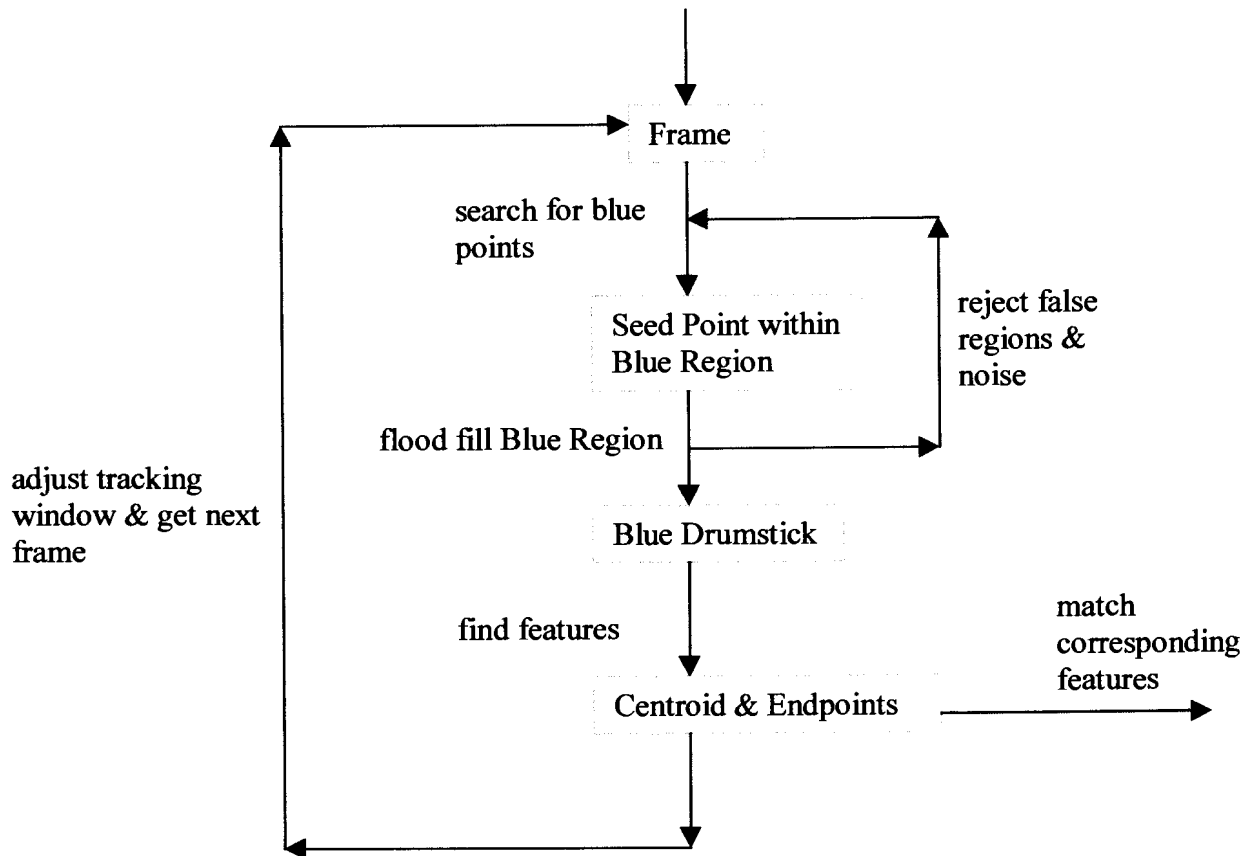 Frame
search for blue
points
Seed Point within
Blue Region
reject false
regions &
noise
flood fill Blue Region
adjust tracking
window & get next
frame
Blue Drumstick
find features
match
corresponding
features
Centroid & Endpoints